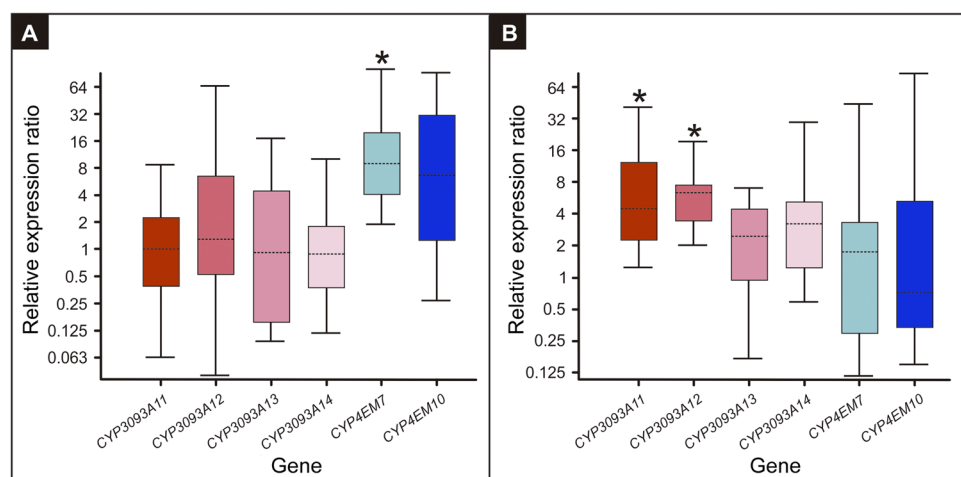 A
Relative expression ratio
64
32
16
8
4
2
1
0.5
0.25
0.125
0.063
*
CYP3093A11
CYP3093A12
CYP3093A13
CYP3093A14
CYP4EM7
CYP4EM10
Gene
B
Relative expression ratio
64
32
16
8
4
2
1
0.5
0.25
0.125
*
*
CYP3093A11
CYP3093A12
CYP3093A13
CYP3093A14
CYP4EM7
CYP4EM10
Gene